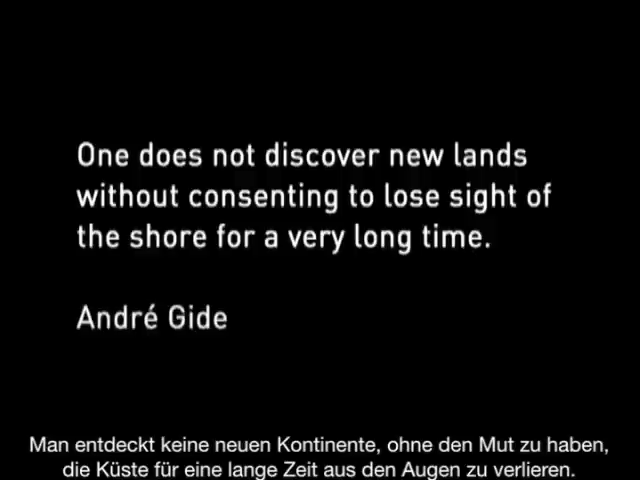 One does not discover new lands
without consenting to lose sight of
the shore for a very long time.
André Gide
Man entdeckt keine neuen Kontinente, ohne den Mut zu haben,
die Küste für eine lange Zeit aus den Augen zu verlieren.